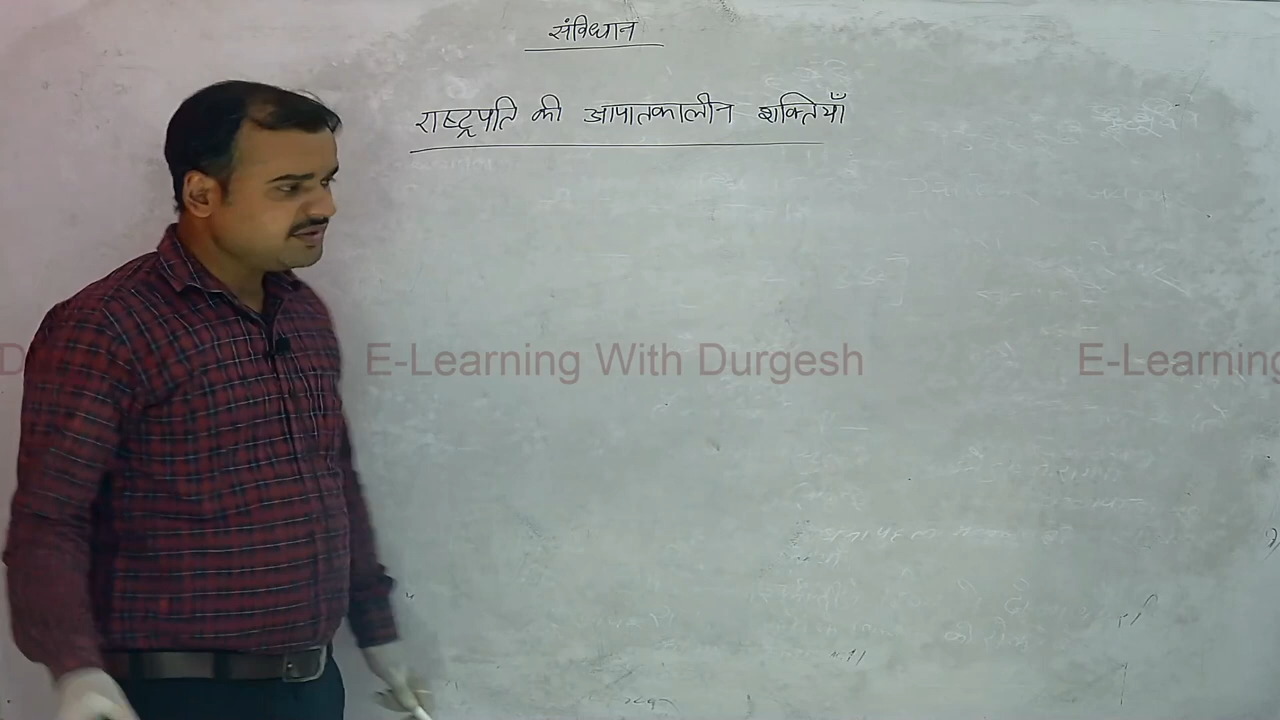 संविधान
राष्ट्रपति की आपातकालीन शक्तियाँ
E-Learning With Durgesh
E-Learning